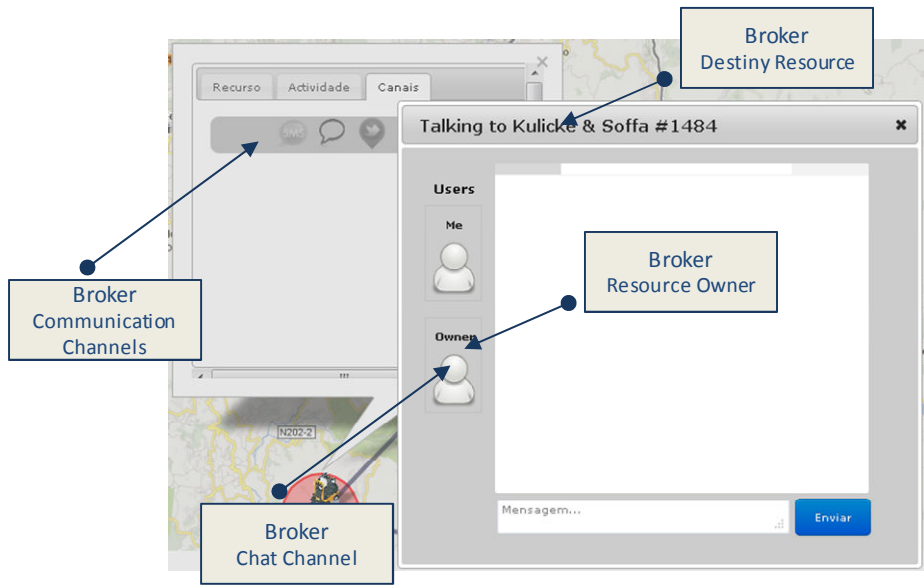 Broker
Destiny Resource
Recurso
Actividade
Canais
SMS
Talking to Kulicke & Soffa #1484
Users
Me
Broker
Resource Owner
Broker
Communication
Channels
Owner
N202-2
Mensagem...
Enviar
Broker
Chat Channel